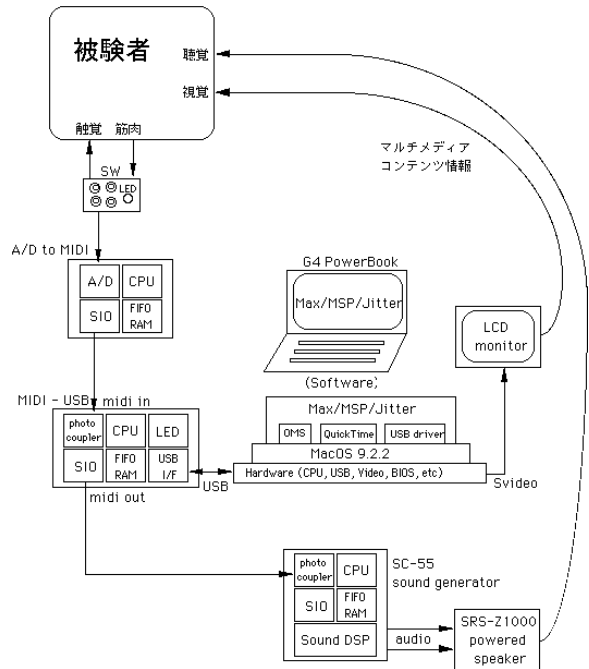 被験者
聴覚
視覚
触覚 筋肉
SW
LED
マルチメディア
コンテンツ情報
A/D to MIDI
A/D CPU
SIO FIFO RAM
G4 PowerBook
Max/MSP/Jitter
(Software)
LCD
monitor
MIDI - USB midi in
photo coupler CPU LED
SIO FIFO RAM USB I/F
midi out
USB
Max/MSP/Jitter
OMS QuickTime USB driver
MacOS 9.2.2
Hardware (CPU, USB, Video, BIOS, etc)
Svideo
photo coupler CPU
SIO FIFO RAM
Sound DSP
SC-55
sound generator
audio
SRS-Z1000
powered
speaker